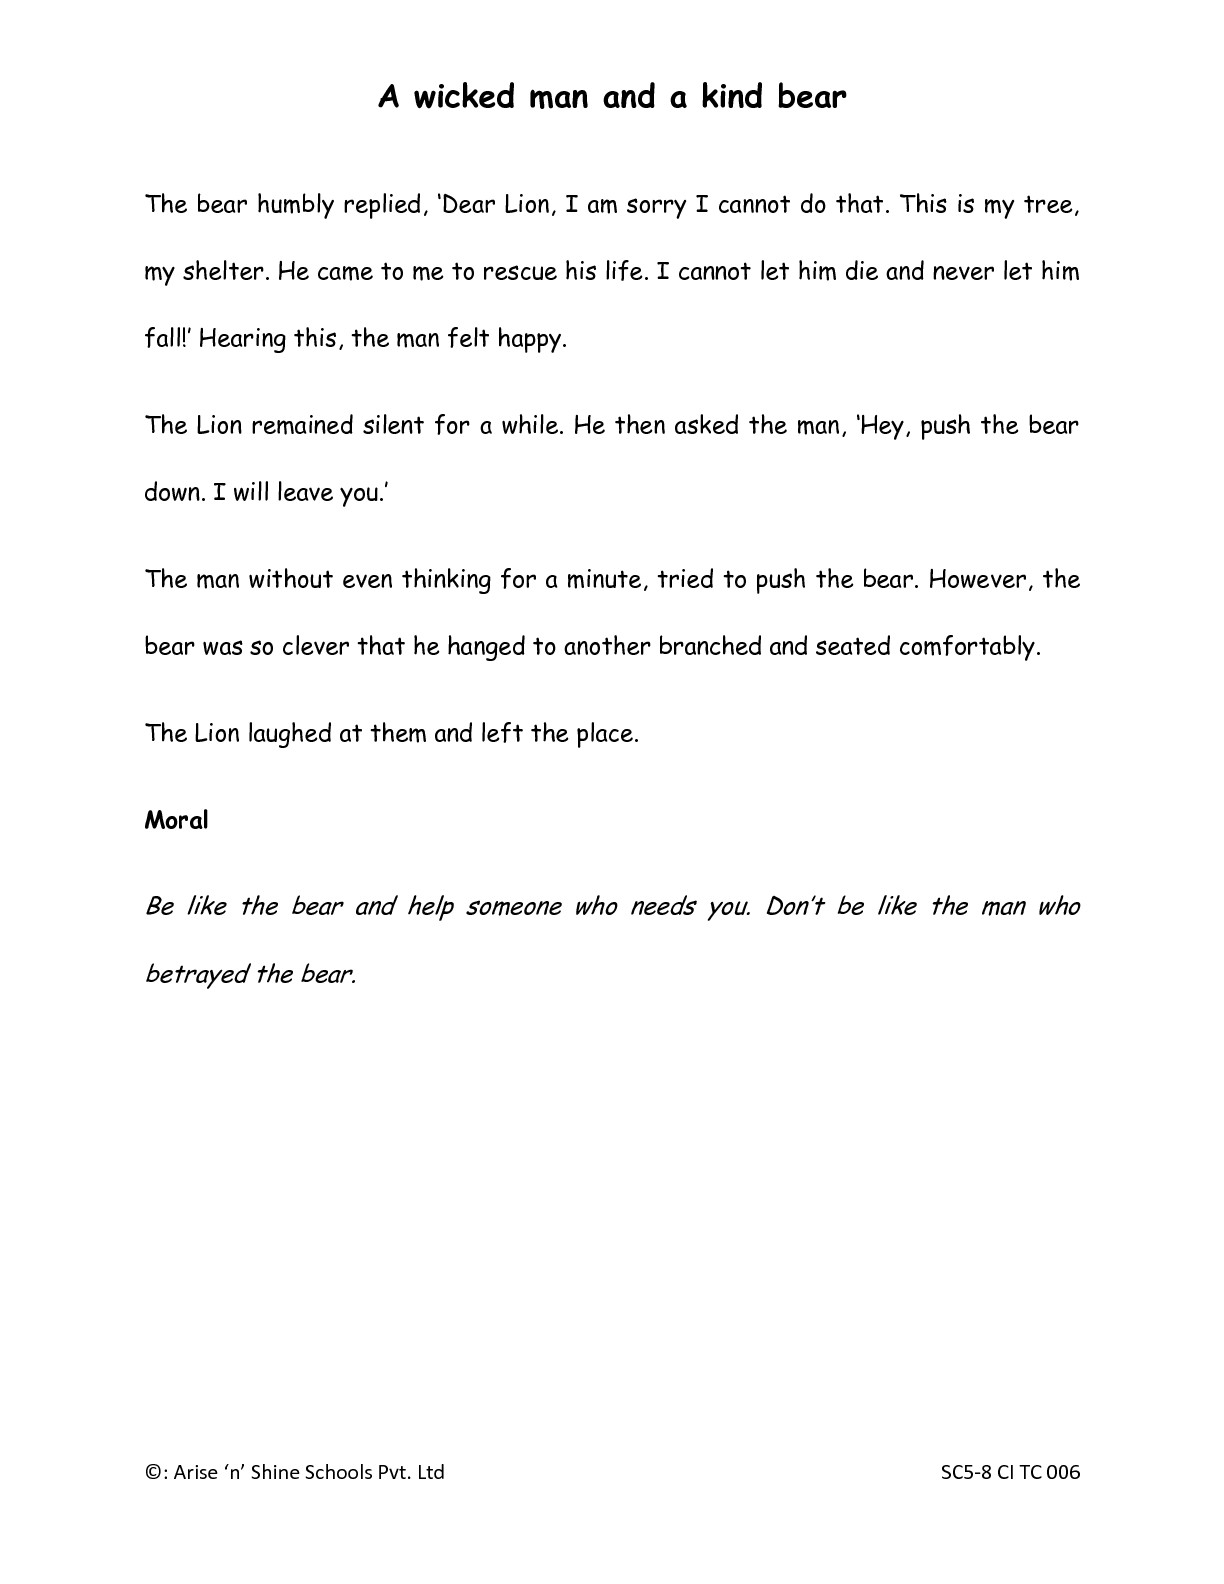 A wicked man and a kind bear
The bear humbly replied, ‘Dear Lion, I am sorry I cannot do that. This is my tree,
my shelter. He came to me to rescue his life. I cannot let him die and never let him
fall!’ Hearing this, the man felt happy.
The Lion remained silent for a while. He then asked the man, ‘Hey, push the bear
down. I will leave you.’
The man without even thinking for a minute, tried to push the bear. However, the
bear was so clever that he hanged to another branched and seated comfortably.
The Lion laughed at them and left the place.
Moral
Be like the bear and help someone who needs you. Don’t be like the man who
betrayed the bear.
©: Arise ‘n’ Shine Schools Pvt. Ltd SC5-8 CI TC 006